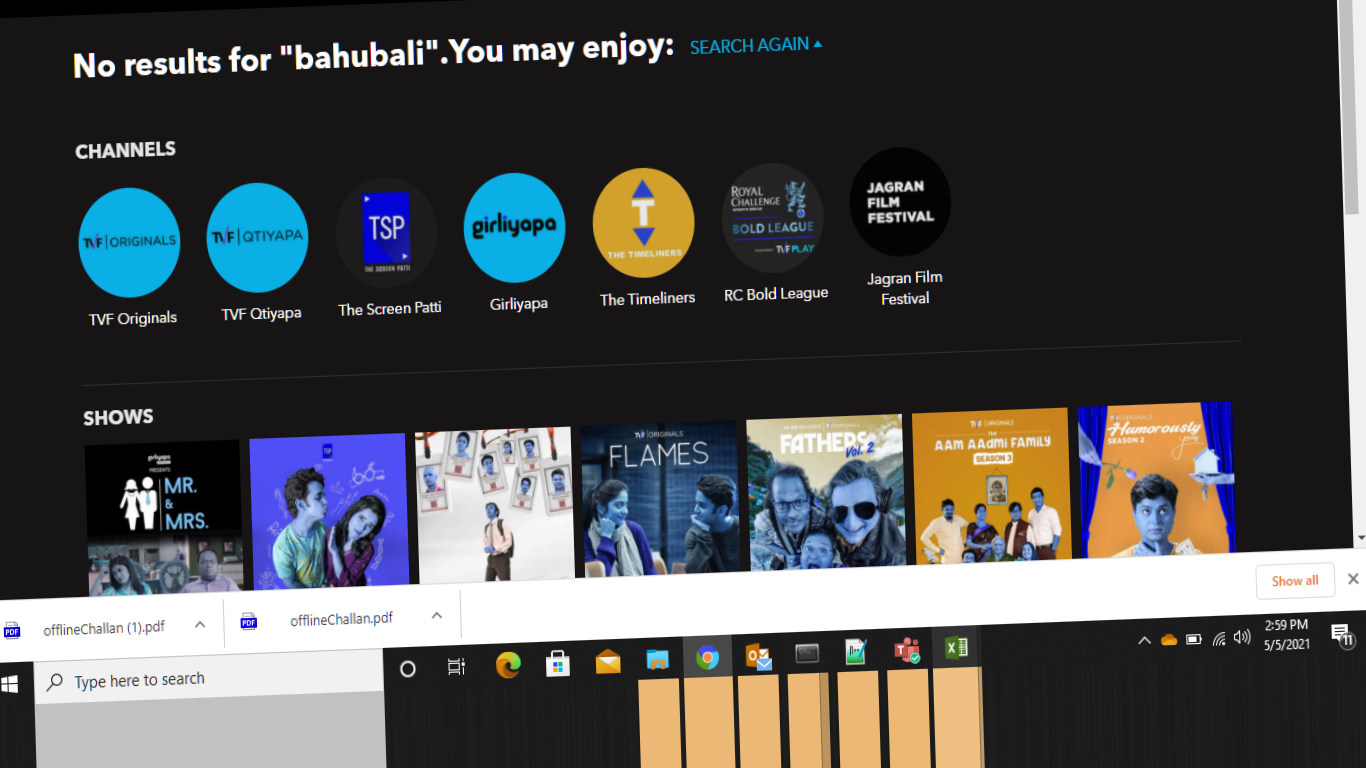 No results for "bahubali".You may enjoy: SEARCH AGAIN
CHANNELS
TVF | ORIGINALS
TVF | QTIYAPA
TSP
THE SCREEN PATTI
girliyapa
T
THE TIMELINERS
ROYAL
CHALLENGE
BOLD LEAGUE
TVF PLAY
JAGRAN
FILM
FESTIVAL
TVF Originals
TVF Qtiyapa
The Screen Patti
Girliyapa
The Timeliners
RC Bold League
Jagran Film
Festival
SHOWS
girliyapa
PRESENTS
MR.
&
MRS.
TSP
TVF | ORIGINALS
FLAMES
ORIGINALS
FATHERS
Vol. 2
TVF | ORIGINALS
THE
AAM AADMI FAMILY
SEASON 3
TVF | ORIGINALS
Humorously
yours
SEASON 2
Show all
PDF
offlineChallan (1).pdf
PDF
offlineChallan.pdf
Type here to search
2:59 PM
5/5/2021
11